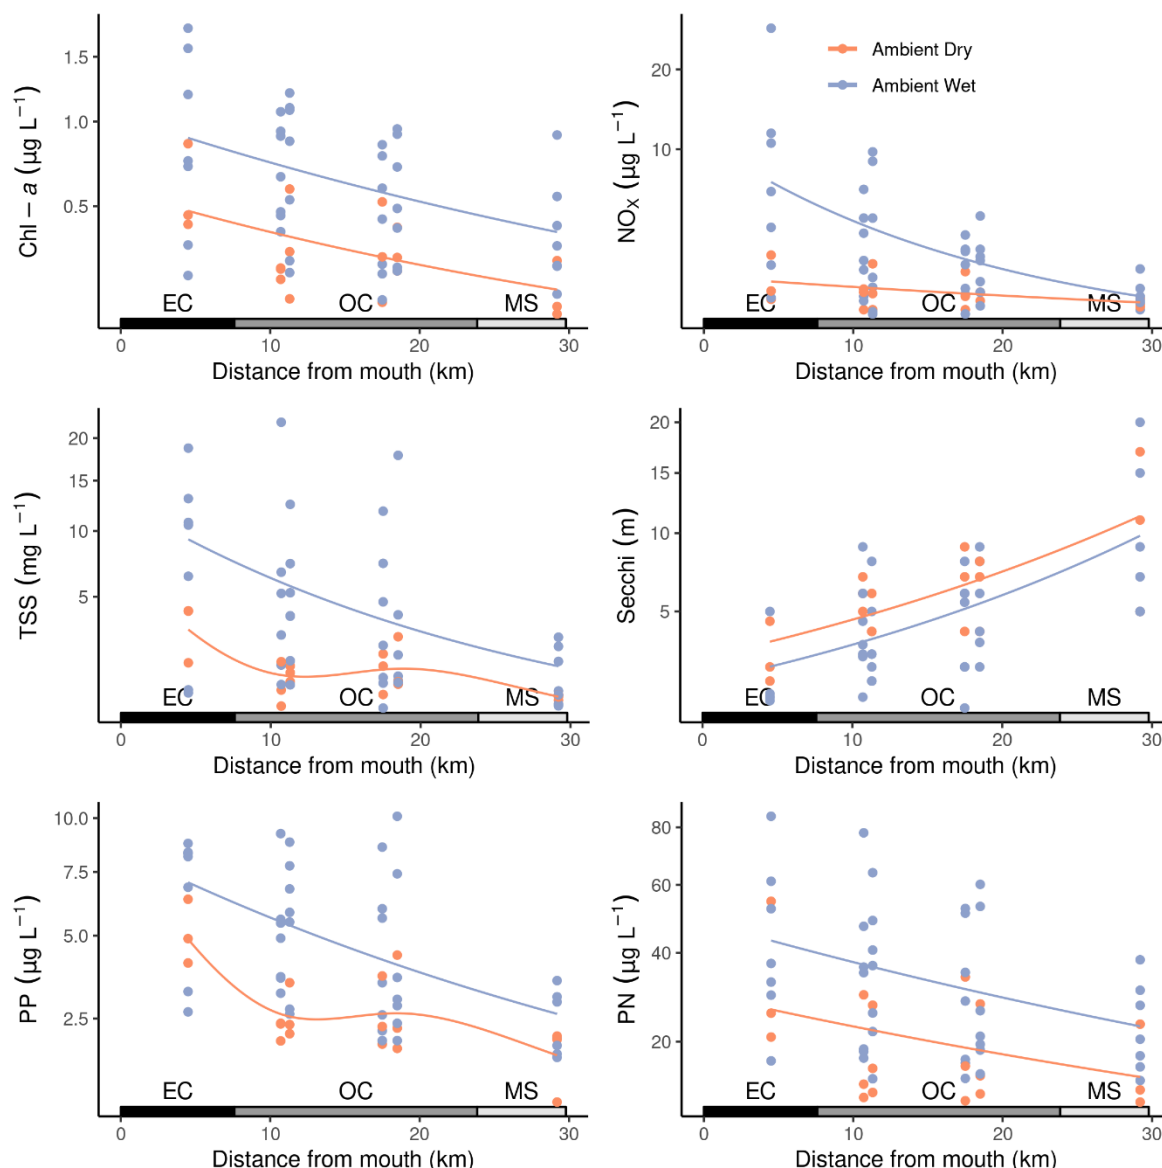 Chl − a (µg L−1)
1.5
1.0
0.5
EC OC MS
0 10 20 30
Distance from mouth (km)
NOX (µg L−1)
20
10
Ambient Dry
Ambient Wet
EC OC MS
0 10 20 30
Distance from mouth (km)
TSS (mg L−1)
20
15
10
5
EC OC MS
0 10 20 30
Distance from mouth (km)
Secchi (m)
20
15
10
5
EC OC MS
0 10 20 30
Distance from mouth (km)
PP (µg L−1)
10.0
7.5
5.0
2.5
EC OC MS
0 10 20 30
Distance from mouth (km)
PN (µg L−1)
80
60
40
20
EC OC MS
0 10 20 30
Distance from mouth (km)